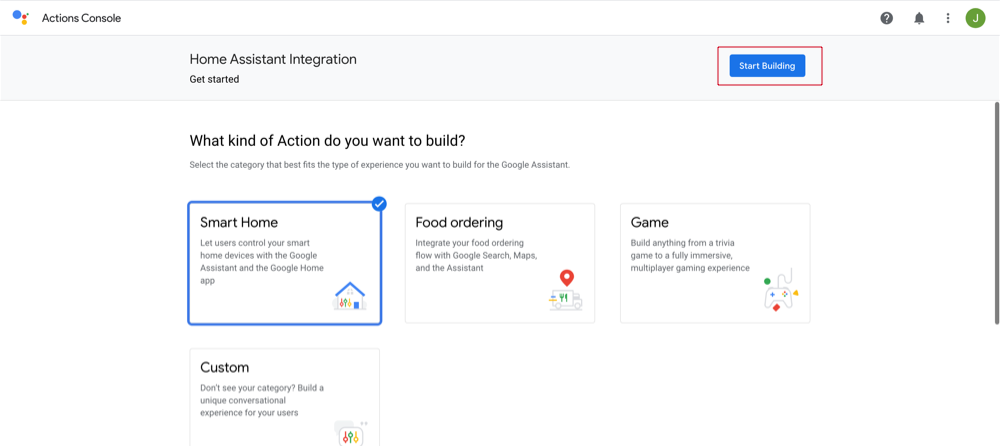 Actions Console
J
Home Assistant Integration
Get started
Start Building
What kind of Action do you want to build?
Select the category that best fits the type of experience you want to build for the Google Assistant.
Smart Home
Let users control your smart
home devices with the Google
Assistant and the Google Home
app
Food ordering
Integrate your food ordering
flow with Google Search, Maps,
and the Assistant
Game
Build anything from a trivia
game to a fully immersive,
multiplayer gaming experience
Custom
Don't see your category? Build a
unique conversational
experience for your users